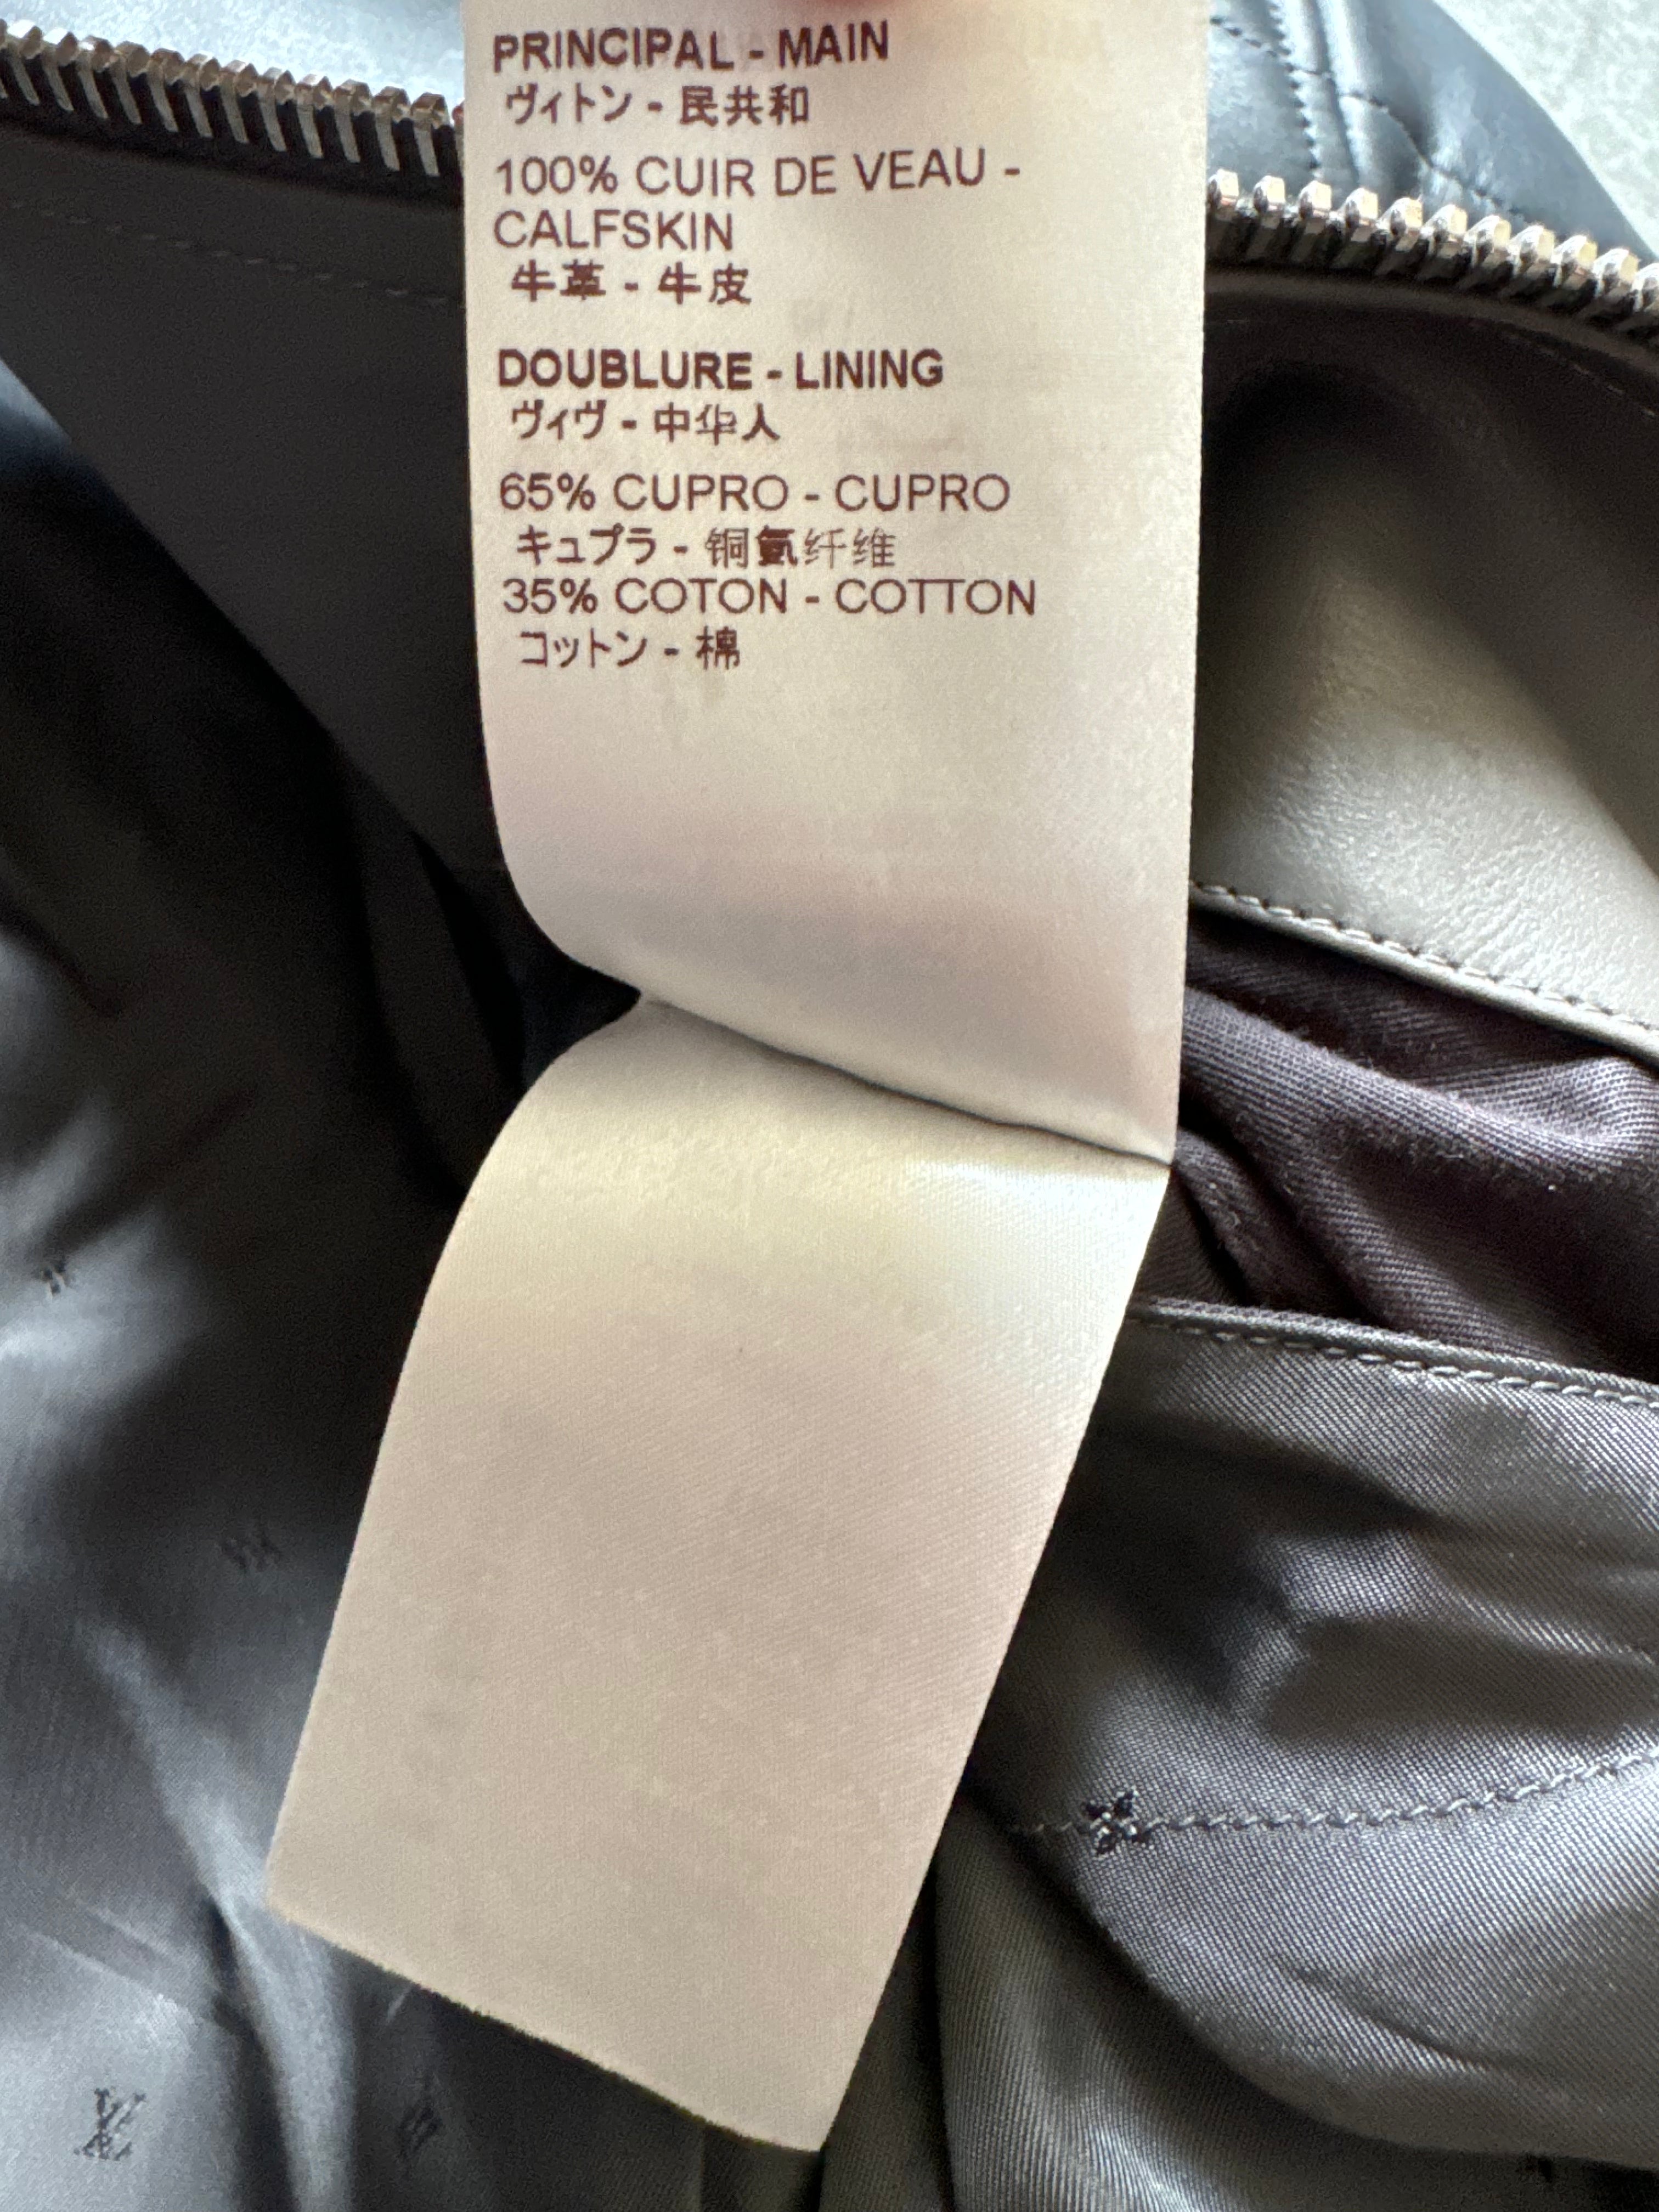 PRINCIPAL - MAIN
ヴィトン - 民共和
100% CUIR DE VEAU -
CALFSKIN
牛革 - 牛皮
DOUBLURE - LINING
ヴィヴ - 中华人
65% CUPRO - CUPRO
キュプラ - 铜氨纤维
35% COTON - COTTON
コットン - 棉